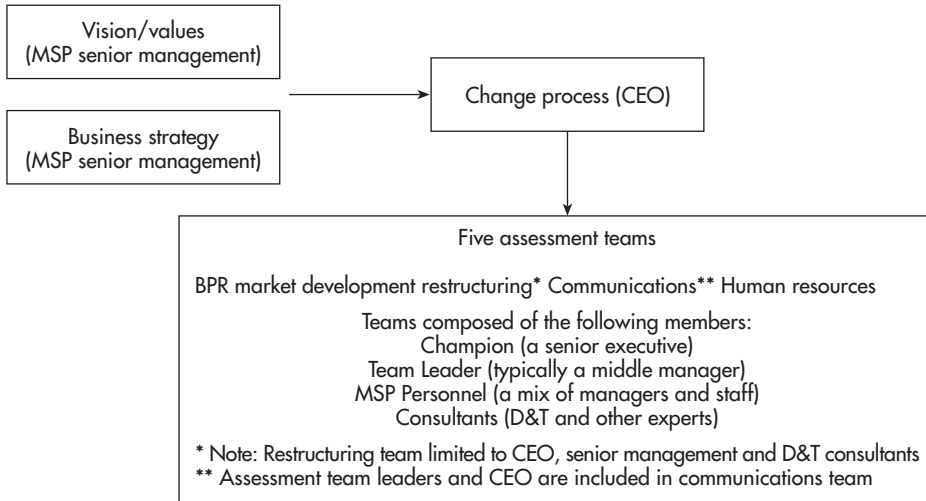 Vision/values
(MSP senior management)
Business strategy
(MSP senior management)
Change process (CEO)
Five assessment teams
BPR market development restructuring* Communications** Human resources
Teams composed of the following members:
Champion (a senior executive)
Team Leader (typically a middle manager)
MSP Personnel (a mix of managers and staff)
Consultants (D&T and other experts)
* Note: Restructuring team limited to CEO, senior management and D&T consultants
** Assessment team leaders and CEO are included in communications team